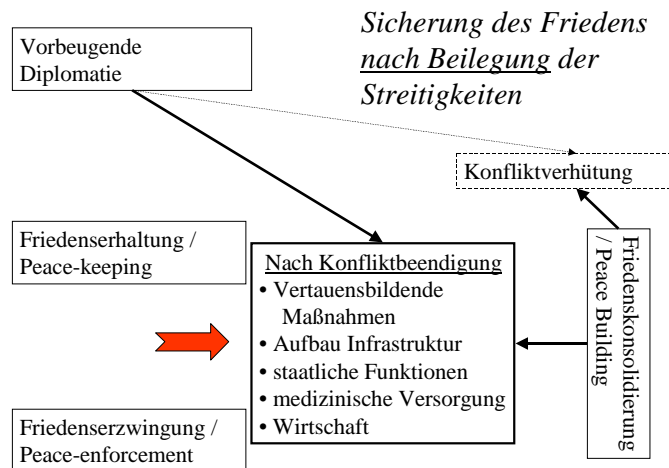 Vorbeugende
Diplomatie
Sicherung des Friedens
nach Beilegung der
Streitigkeiten
Konfliktverhütung
Friedenserhaltung /
Peace-keeping
Nach Konfliktbeendigung
• Vertauensbildende
Maßnahmen
• Aufbau Infrastruktur
• staatliche Funktionen
• medizinische Versorgung
• Wirtschaft
Friedenskonsolidierung
/ Peace Building
Friedenserzwingung /
Peace-enforcement